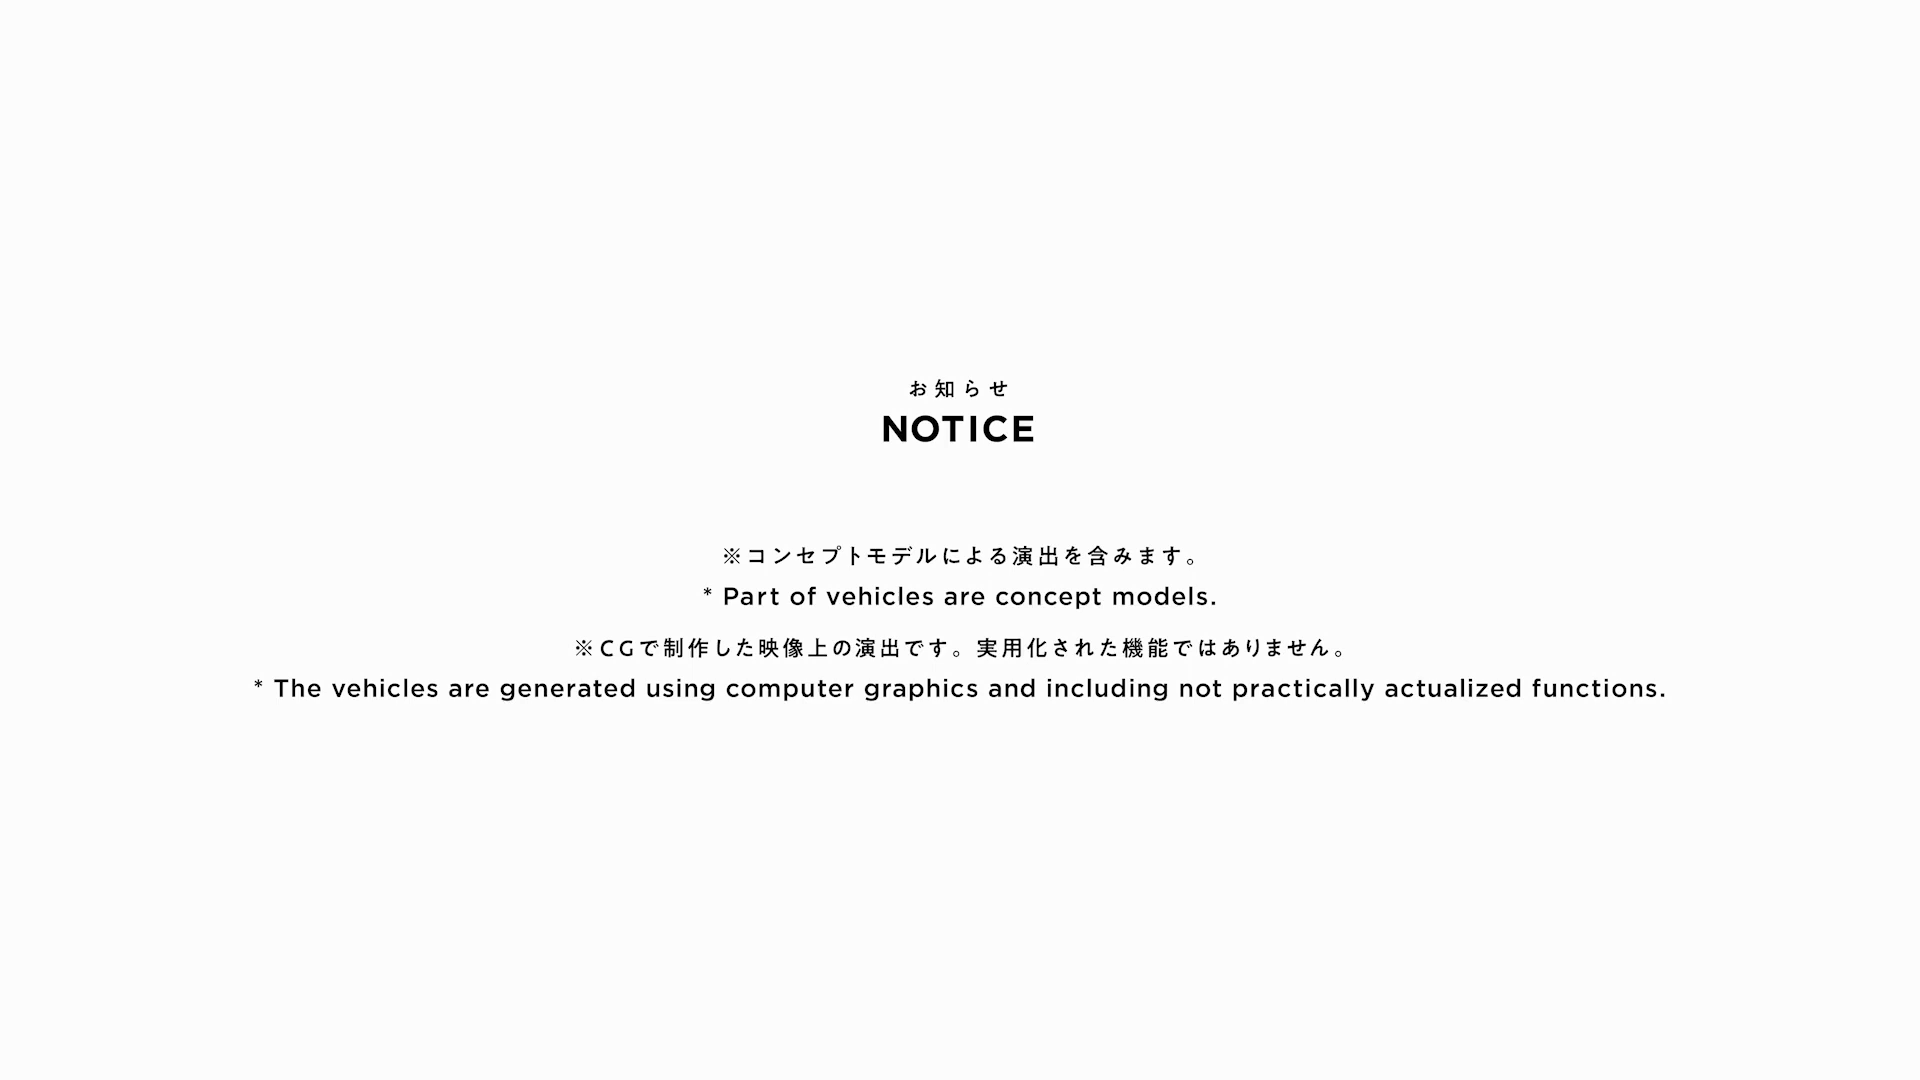 お知らせ
NOTICE
※コンセプトモデルによる演出を含みます。
* Part of vehicles are concept models.
※CGで制作した映像上の演出です。実用化された機能ではありません。
* The vehicles are generated using computer graphics and including not practically actualized functions.